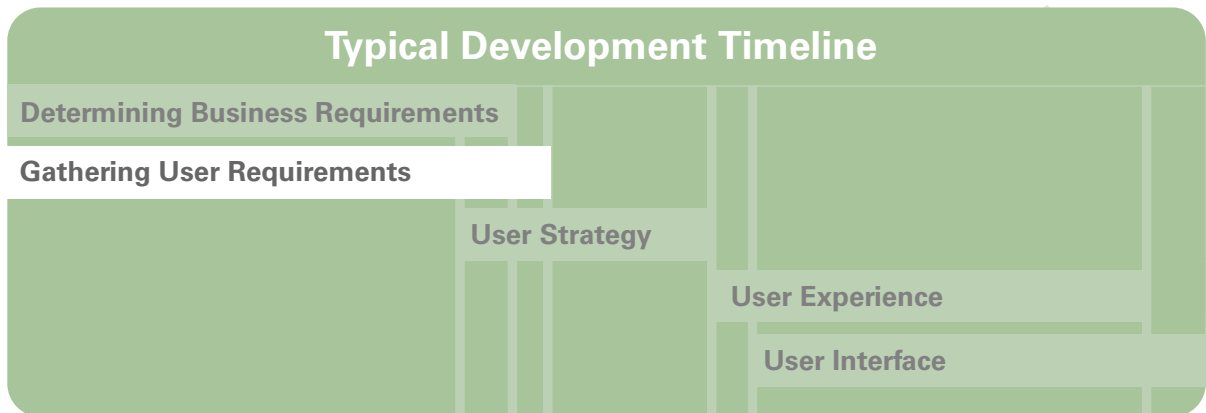 Typical Development Timeline
Determining Business Requirements
Gathering User Requirements
User Strategy
User Experience
User Interface